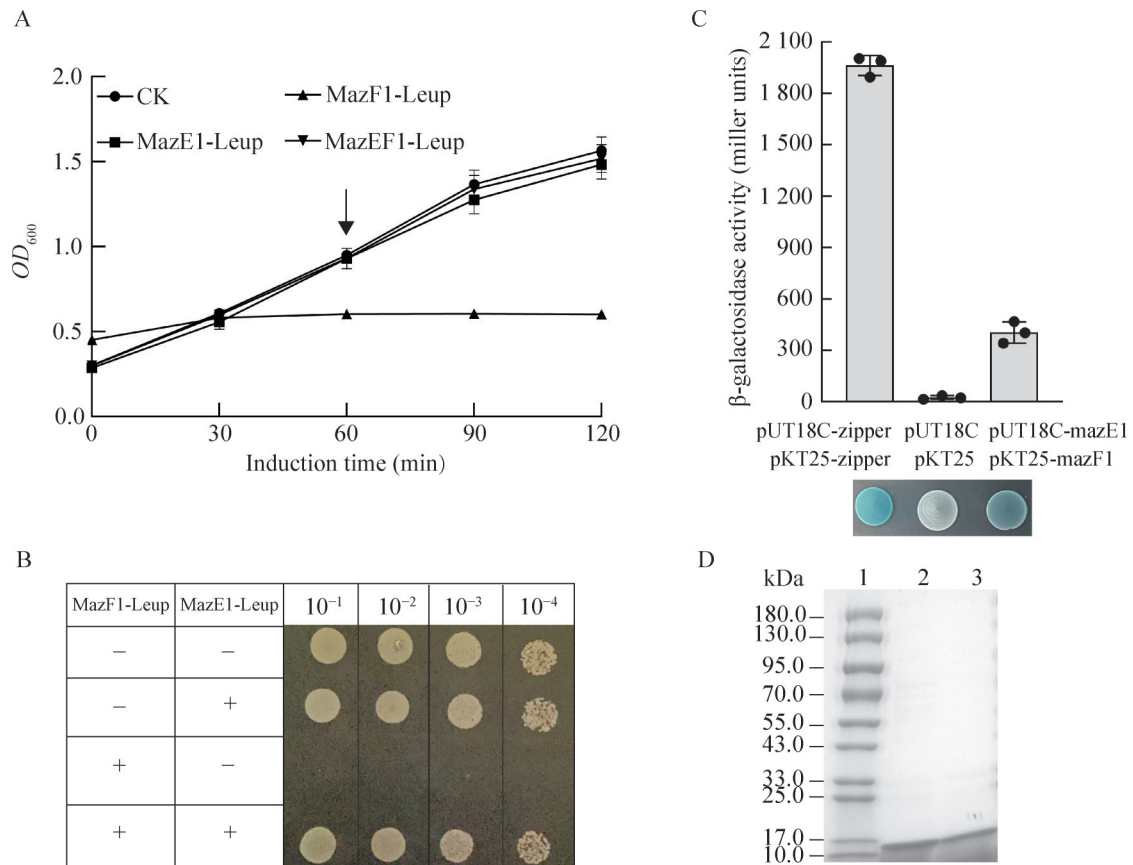 A
2.0
1.5
1.0
0.5
0.0
OD600
CK
MazF1-Leup
MazE1-Leup
MazEF1-Leup
0 30 60 90 120
Induction time (min)
C
2 100
1 800
1 500
1 200
900
600
300
0
β-galactosidase activity (miller units)
pUT18C-zipper pUT18C pUT18C-mazE1
pKT25-zipper pKT25 pKT25-mazF1
B
MazF1-Leup MazE1-Leup 10⁻¹ 10⁻² 10⁻³ 10⁻⁴
− −
− +
+ −
+ +
D
kDa 1 2 3
180.0
130.0
95.0
70.0
55.0
43.0
33.0
25.0
17.0
10.0